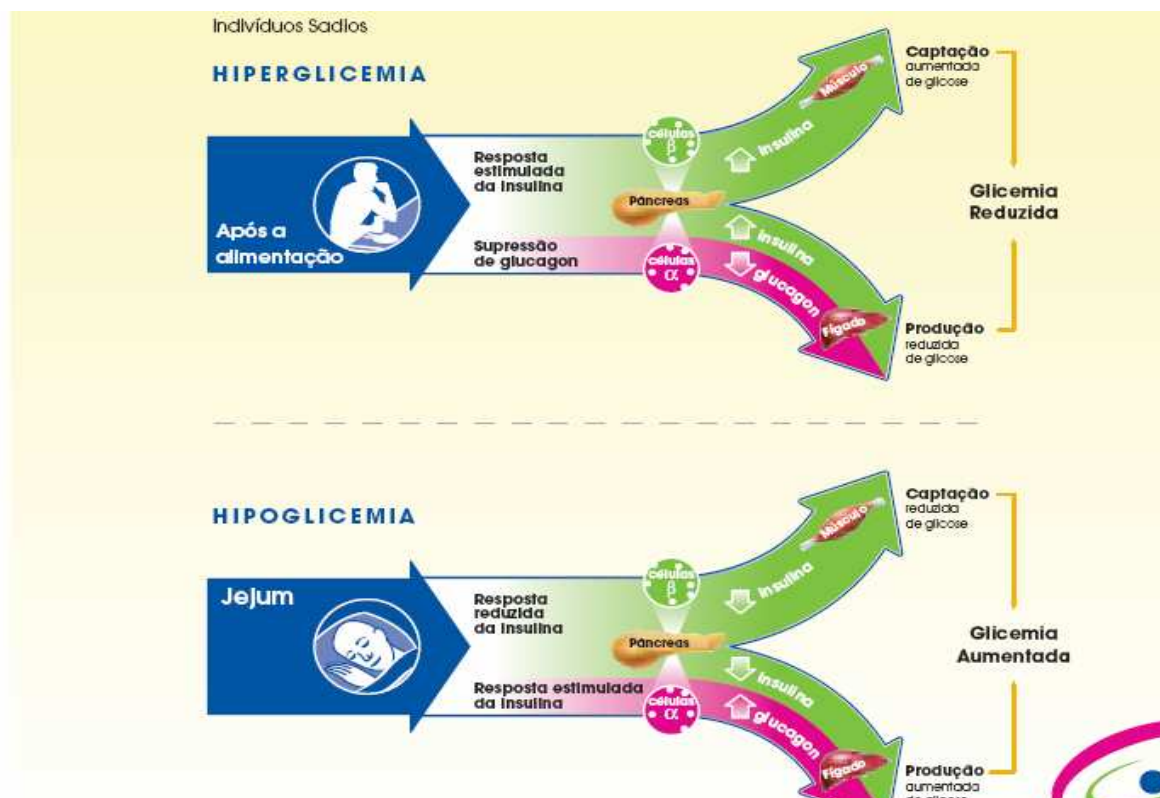 Indivíduos Sadios
HIPERGLICEMIA
Após a
alimentação
Resposta
estimulada
da insulina
Supressão
de glucagon
células
β
Pâncreas
células
α
insulina
Músculo
insulina
glucagon
Fígado
Captação
aumentada
de glicose
Produção
reduzida
de glicose
Glicemia
Reduzida
HIPOGLICEMIA
Jejum
Resposta
reduzida
da insulina
Resposta estimulada
da insulina
células
β
Pâncreas
células
α
insulina
Músculo
insulina
glucagon
Fígado
Captação
reduzida
de glicose
Produção
aumentada
de glicose
Glicemia
Aumentada